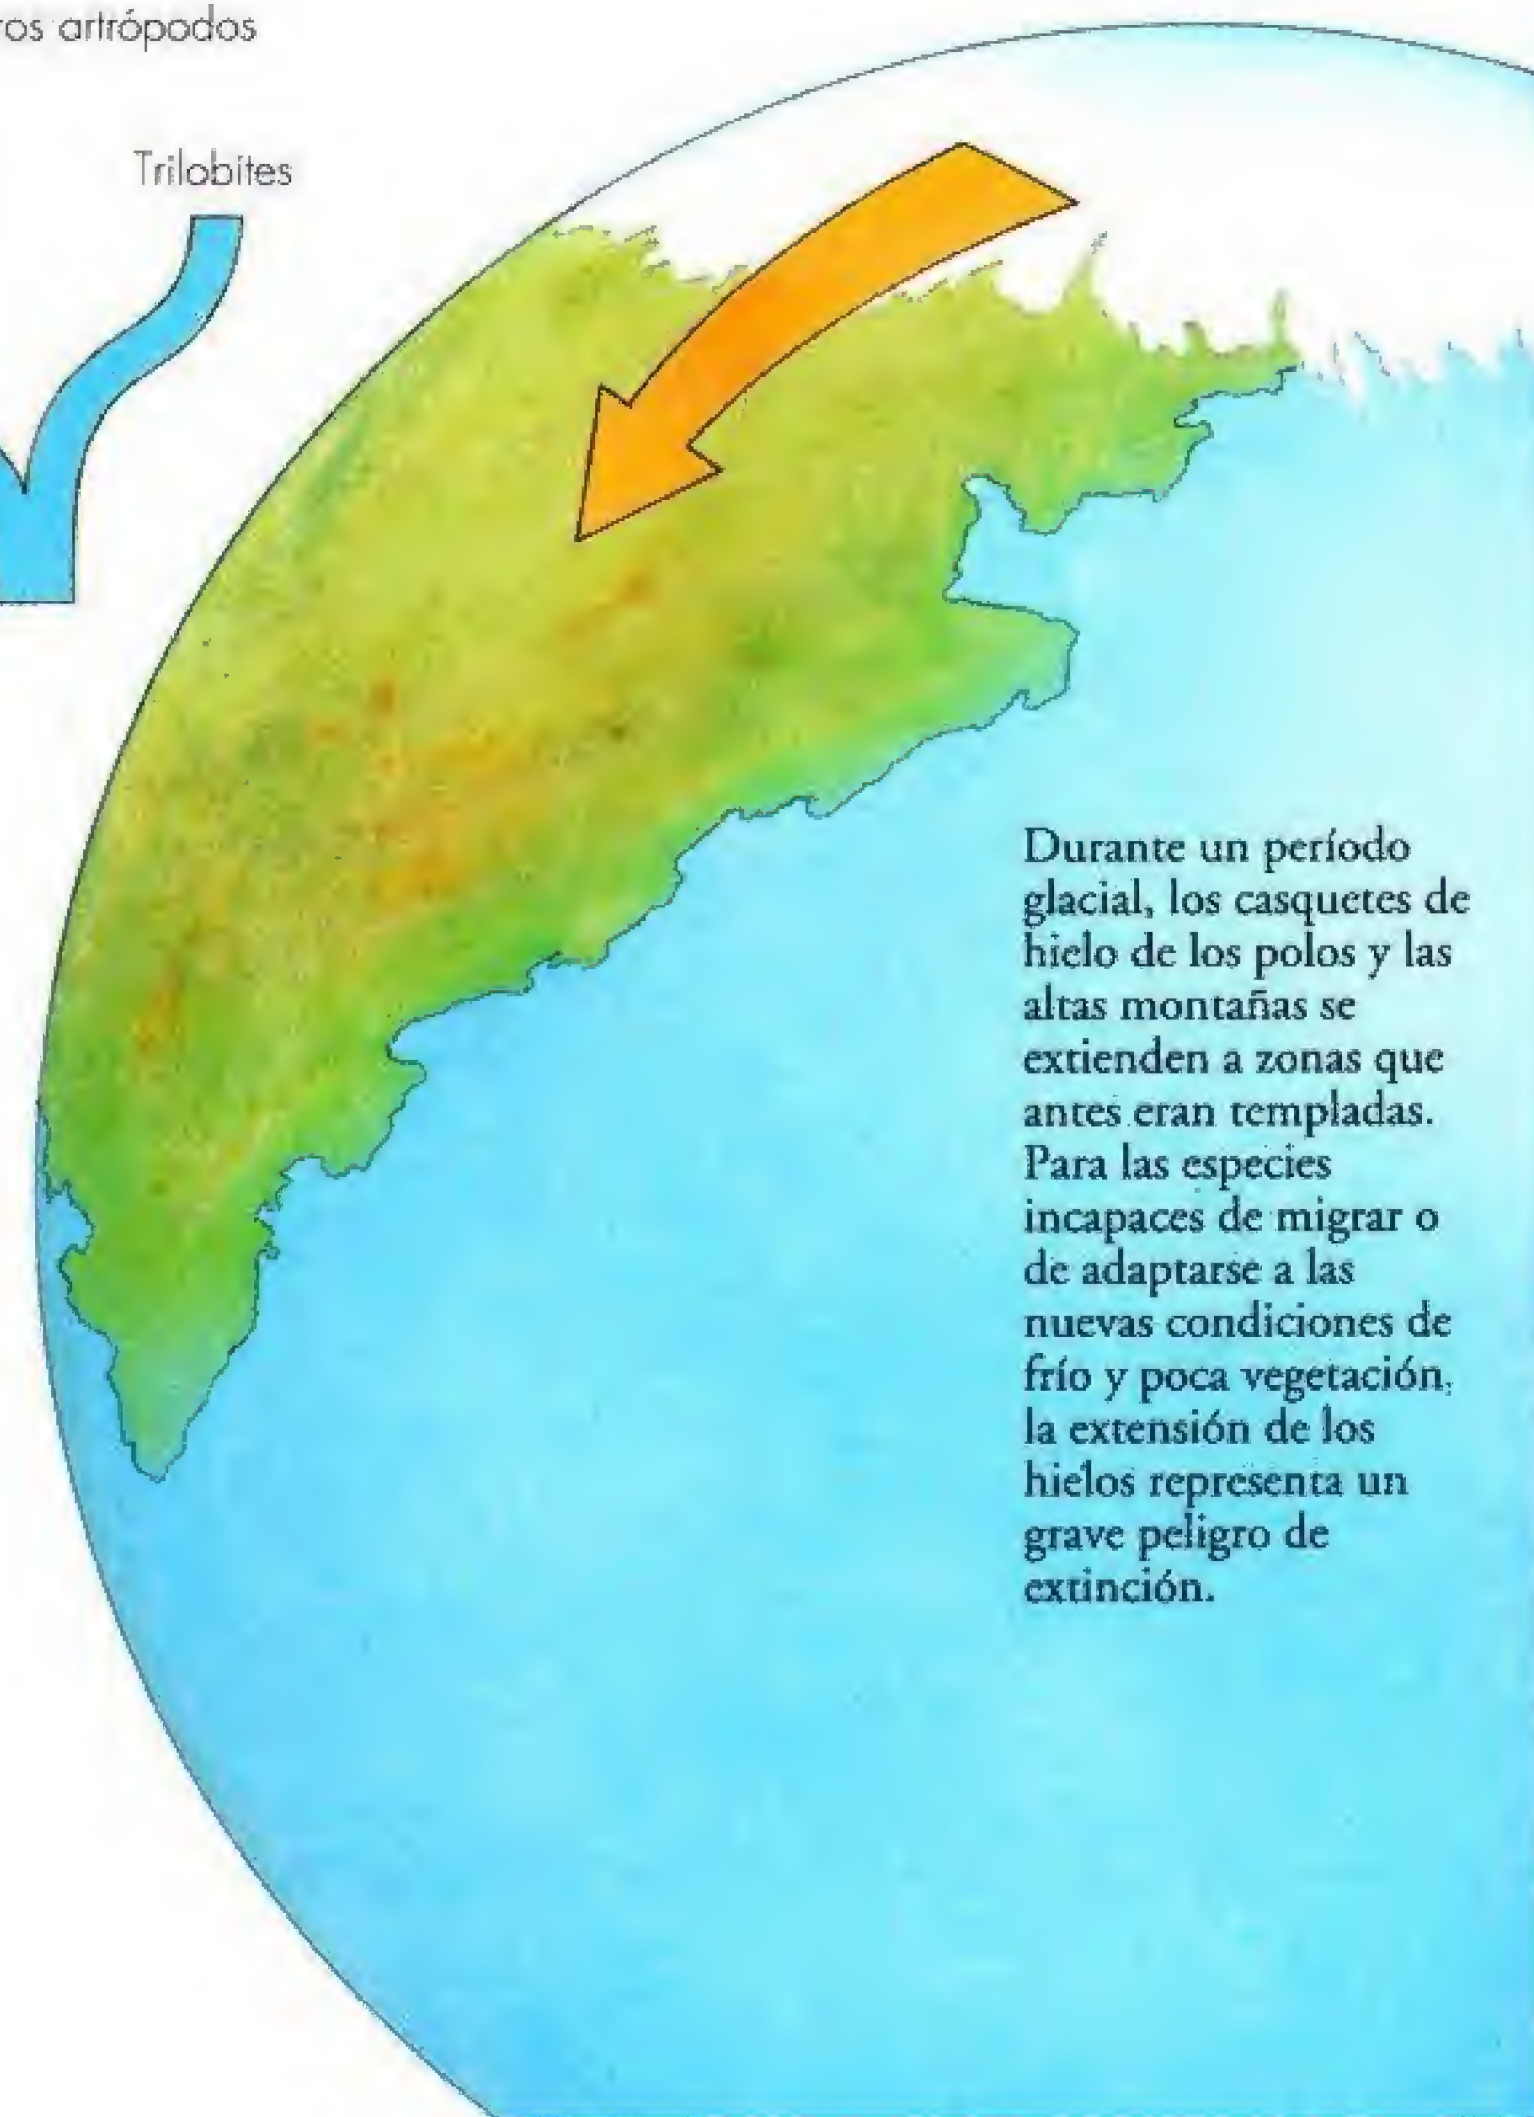 artrópodos
Trilobites
Durante un período
glacial, los casquetes de
hielo de los polos y las
altas montañas se
extienden a zonas que
antes eran templadas.
Para las especies
incapaces de migrar o
de adaptarse a las
nuevas condiciones de
frío y poca vegetación,
la extensión de los
hielos representa un
grave peligro de
extinción.